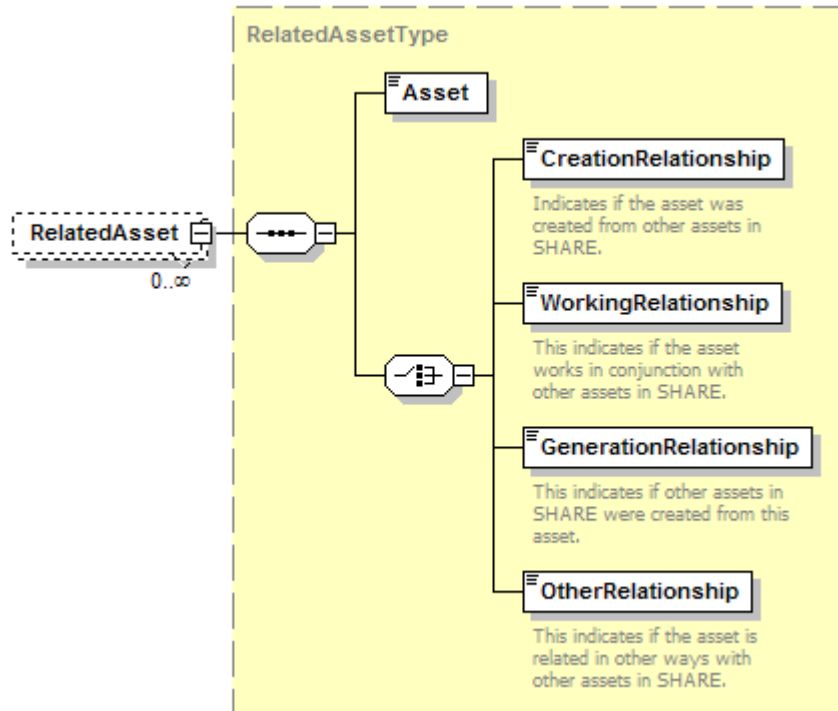 RelatedAssetType
Asset
CreationRelationship
Indicates if the asset was
created from other assets in
SHARE.
RelatedAsset
0..∞
WorkingRelationship
This indicates if the asset
works in conjunction with
other assets in SHARE.
GenerationRelationship
This indicates if other assets in
SHARE were created from this
asset.
OtherRelationship
This indicates if the asset is
related in other ways with
other assets in SHARE.